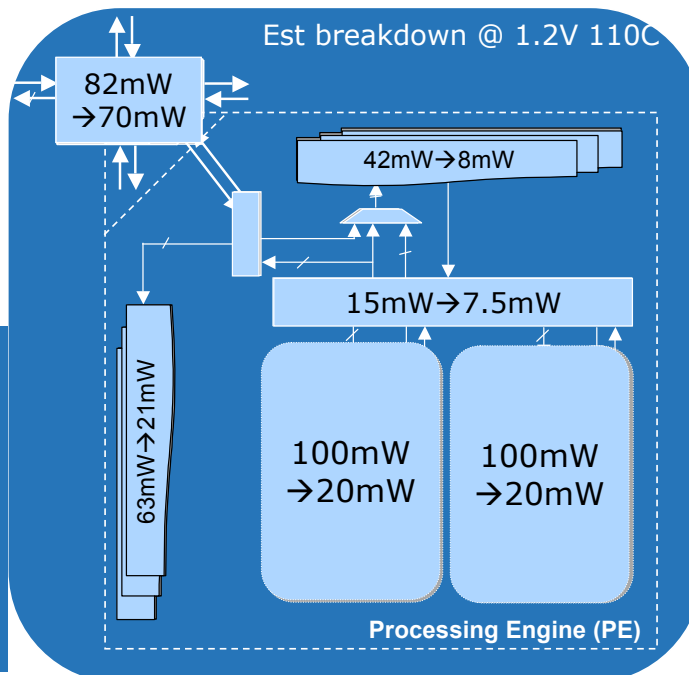 Est breakdown @ 1.2V 110C
82mW
→70mW
42mW→8mW
15mW→7.5mW
63mW→21mW
100mW
→20mW
100mW
→20mW
Processing Engine (PE)